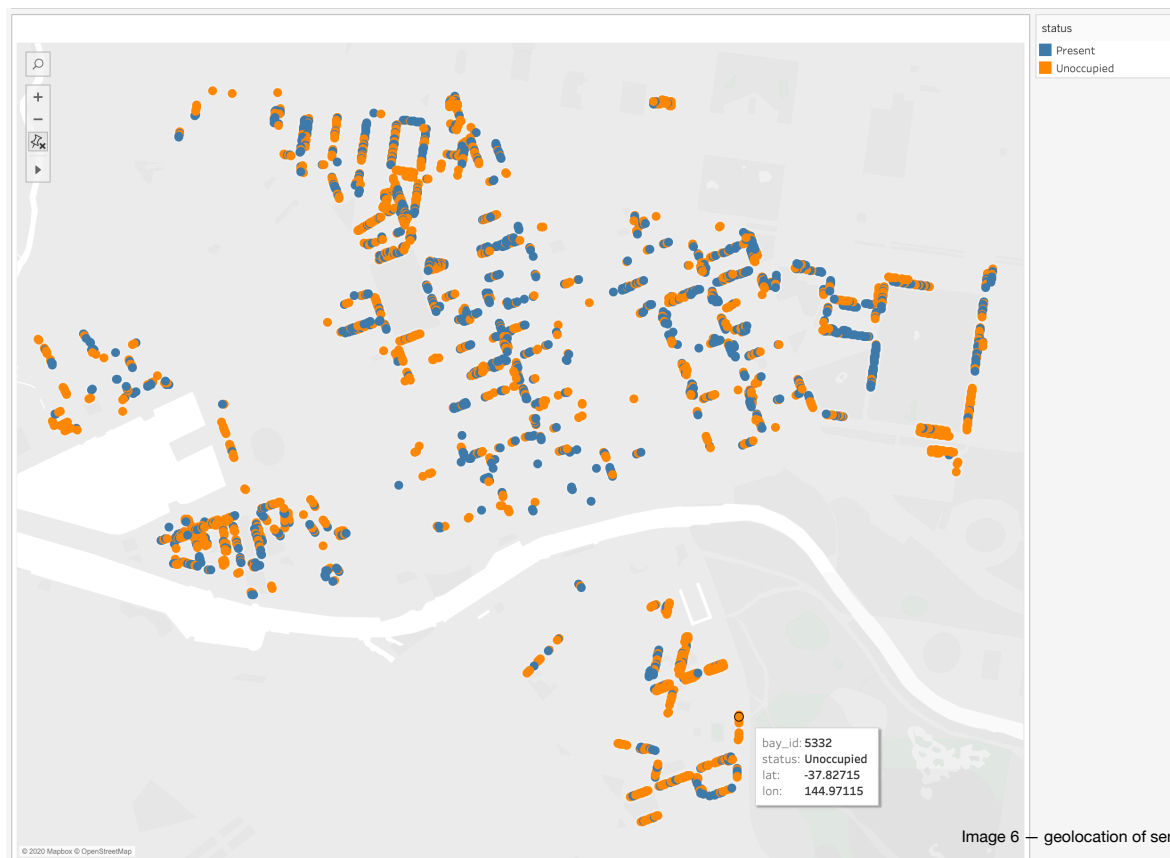 status
Present
Unoccupied
bay_id: 5332
status: Unoccupied
lat: -37.82715
lon: 144.97115
Image 6 — geolocation of ser
© 2020 Mapbox © OpenStreetMap